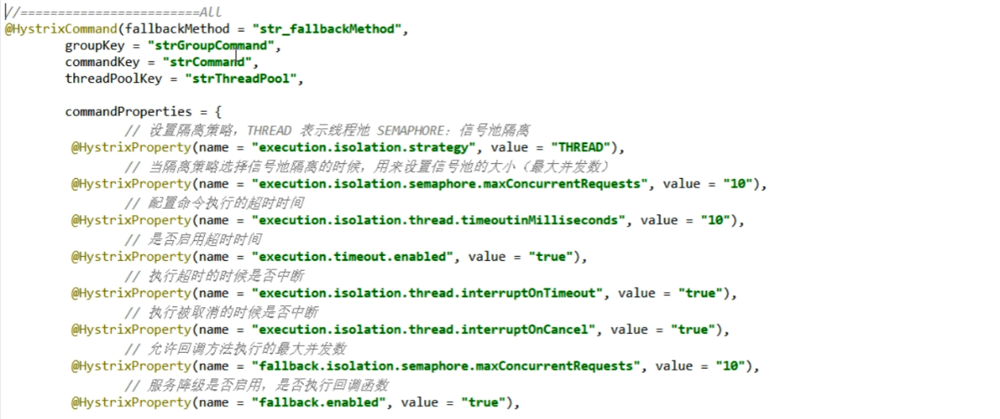 //========================All
@HystrixCommand(fallbackMethod = "str_fallbackMethod",
groupKey = "strGroupCommand",
commandKey = "strCommand",
threadPoolKey = "strThreadPool",
commandProperties = {
// 设置隔离策略，THREAD 表示线程池 SEMAPHORE：信号池隔离
@HystrixProperty(name = "execution.isolation.strategy", value = "THREAD"),
// 当隔离策略选择信号池隔离的时候，用来设置信号池的大小（最大并发数）
@HystrixProperty(name = "execution.isolation.semaphore.maxConcurrentRequests", value = "10"),
// 配置命令执行的超时时间
@HystrixProperty(name = "execution.isolation.thread.timeoutinMilliseconds", value = "10"),
// 是否启用超时时间
@HystrixProperty(name = "execution.timeout.enabled", value = "true"),
// 执行超时的时候是否中断
@HystrixProperty(name = "execution.isolation.thread.interruptOnTimeout", value = "true"),
// 执行被取消的时候是否中断
@HystrixProperty(name = "execution.isolation.thread.interruptOnCancel", value = "true"),
// 允许回调方法执行的最大并发数
@HystrixProperty(name = "fallback.isolation.semaphore.maxConcurrentRequests", value = "10"),
// 服务降级是否启用，是否执行回调函数
@HystrixProperty(name = "fallback.enabled", value = "true"),